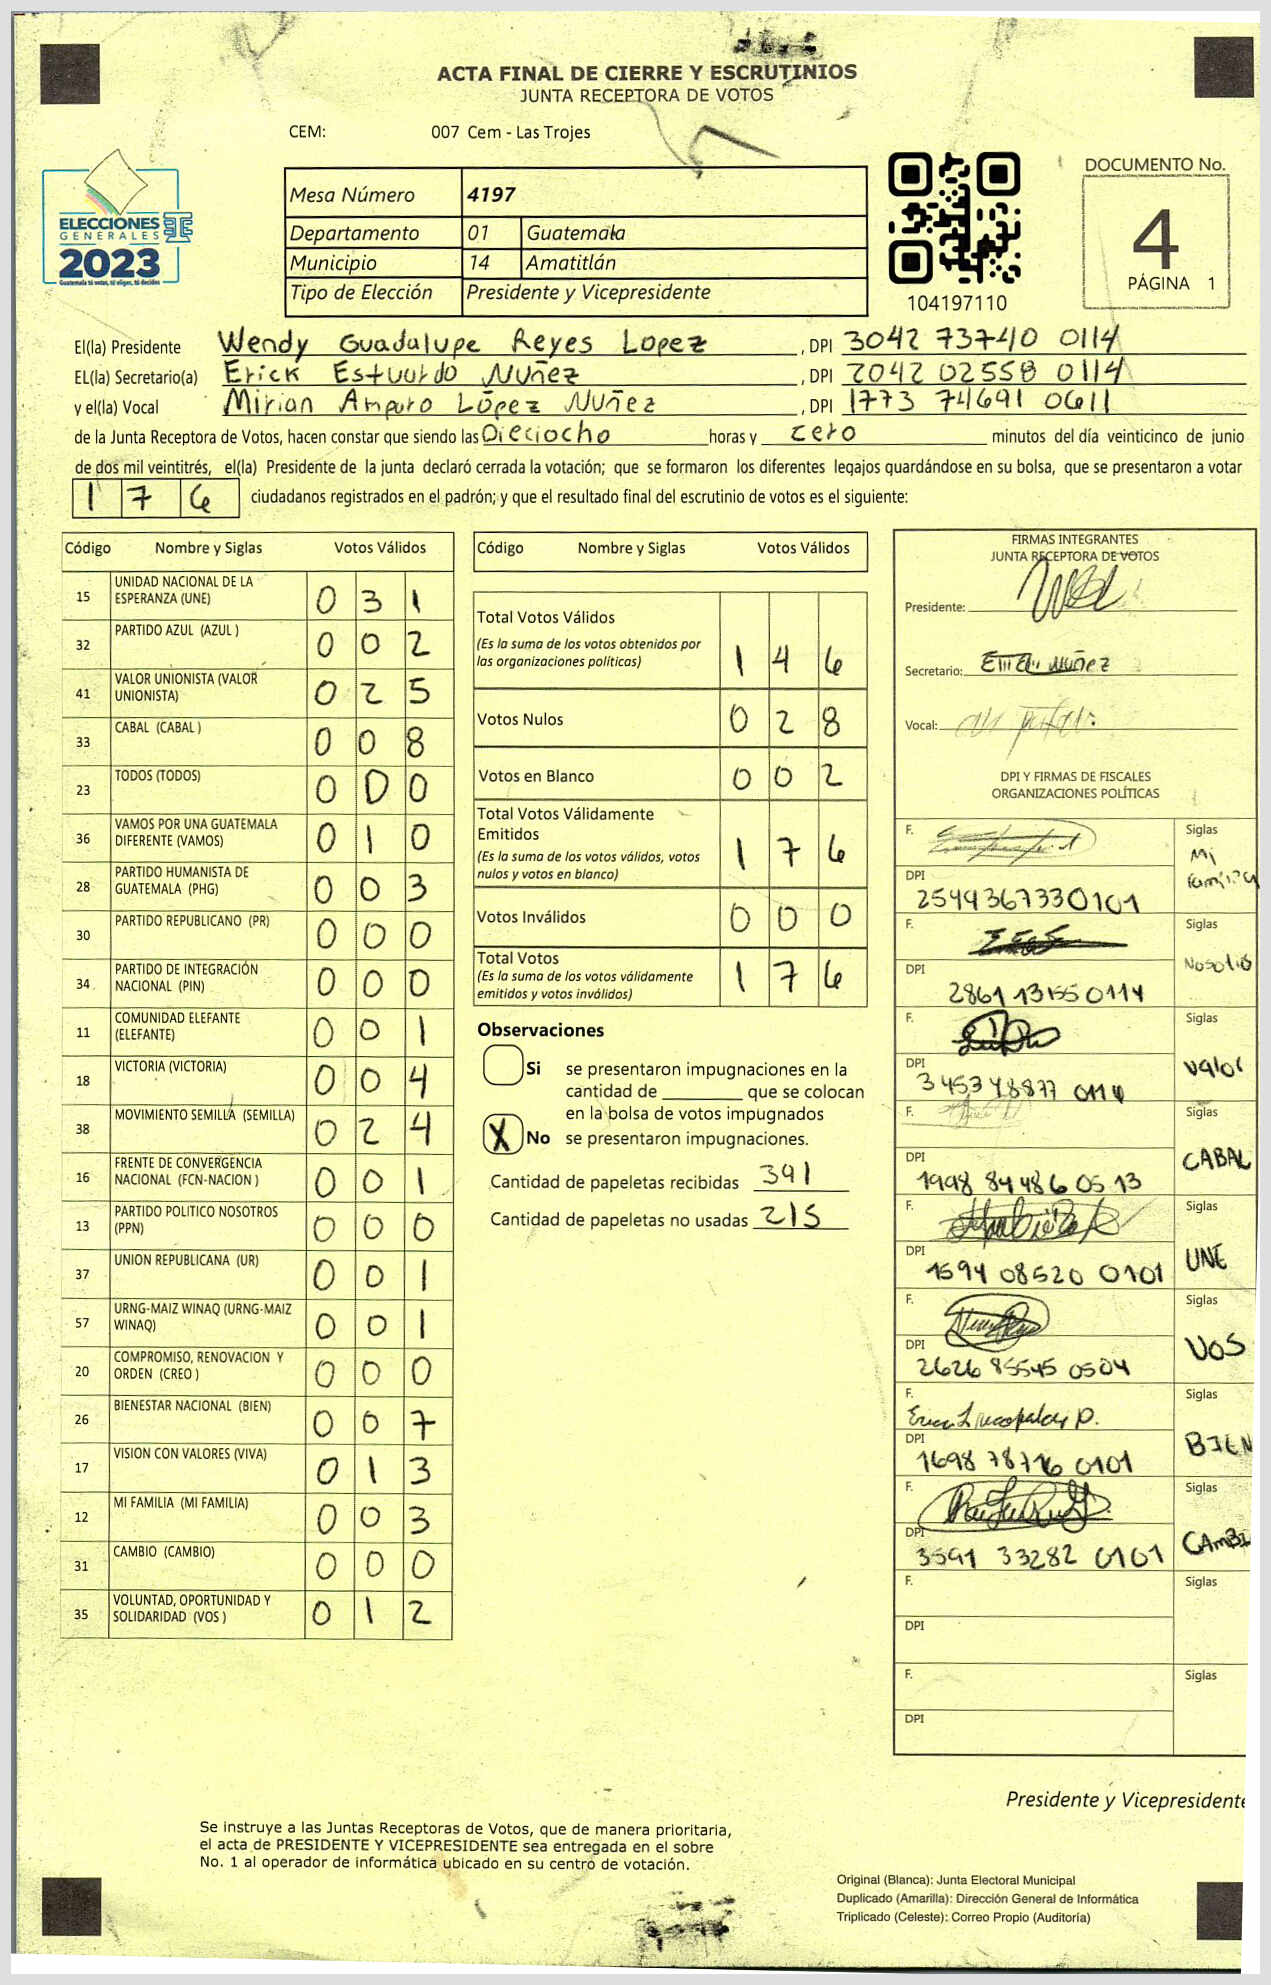 ACTA FINAL DE CIERRE Y ESCRUTINIOS
JUNTA RECEPTORA DE VOTOS
CEM: 007 Cem - Las Trojes
ELECCIONES
GENERALES
2023
Guatemala tú votas, tú eliges, tú decides
Mesa Número 4197
Departamento 01 Guatemala
Municipio 14 Amatitlán
Tipo de Elección Presidente y Vicepresidente
104197110
DOCUMENTO No.
4
PÁGINA 1
El(la) Presidente Wendy Guadalupe Reyes Lopez , DPI 3042 73740 0114
EL(la) Secretario(a) Erick Estuardo Nuñez , DPI 2042 02558 0114
y el(la) Vocal Mirian Amparo López Nuñez , DPI 1773 74691 0611
de la Junta Receptora de Votos, hacen constar que siendo las Dieciocho horas y cero minutos del día veinticinco de junio
de dos mil veintitrés, el(la) Presidente de la junta declaró cerrada la votación; que se formaron los diferentes legajos quardándose en su bolsa, que se presentaron a votar
1 7 6 ciudadanos registrados en el padrón; y que el resultado final del escrutinio de votos es el siguiente:
Código Nombre y Siglas Votos Válidos
15 UNIDAD NACIONAL DE LA ESPERANZA (UNE) 0 3 1
32 PARTIDO AZUL (AZUL ) 0 0 2
41 VALOR UNIONISTA (VALOR UNIONISTA) 0 2 5
33 CABAL (CABAL ) 0 0 8
23 TODOS (TODOS) 0 0 0
36 VAMOS POR UNA GUATEMALA DIFERENTE (VAMOS) 0 1 0
28 PARTIDO HUMANISTA DE GUATEMALA (PHG) 0 0 3
30 PARTIDO REPUBLICANO (PR) 0 0 0
34 PARTIDO DE INTEGRACIÓN NACIONAL (PIN) 0 0 0
11 COMUNIDAD ELEFANTE (ELEFANTE) 0 0 1
18 VICTORIA (VICTORIA) 0 0 4
38 MOVIMIENTO SEMILLA (SEMILLA) 0 2 4
16 FRENTE DE CONVERGENCIA NACIONAL (FCN-NACION ) 0 0 1
13 PARTIDO POLITICO NOSOTROS (PPN) 0 0 0
37 UNION REPUBLICANA (UR) 0 0 1
57 URNG-MAIZ WINAQ (URNG-MAIZ WINAQ) 0 0 1
20 COMPROMISO, RENOVACION Y ORDEN (CREO ) 0 0 0
26 BIENESTAR NACIONAL (BIEN) 0 0 7
17 VISION CON VALORES (VIVA) 0 1 3
12 MI FAMILIA (MI FAMILIA) 0 0 3
31 CAMBIO (CAMBIO) 0 0 0
35 VOLUNTAD, OPORTUNIDAD Y SOLIDARIDAD (VOS ) 0 1 2
Código Nombre y Siglas Votos Válidos
Total Votos Válidos
(Es la suma de los votos obtenidos por
las organizaciones políticas) 1 4 6
Votos Nulos 0 2 8
Votos en Blanco 0 0 2
Total Votos Válidamente
Emitidos
(Es la suma de los votos válidos, votos
nulos y votos en blanco) 1 7 6
Votos Inválidos 0 0 0
Total Votos
(Es la suma de los votos válidamente
emitidos y votos inválidos) 1 7 6
Observaciones
Si se presentaron impugnaciones en la
cantidad de ________ que se colocan
en la bolsa de votos impugnados
X No se presentaron impugnaciones.
Cantidad de papeletas recibidas 391
Cantidad de papeletas no usadas 215
FIRMAS INTEGRANTES
JUNTA RECEPTORA DE VOTOS
Presidente:
Secretario: Nuñez
Vocal:
DPI Y FIRMAS DE FISCALES
ORGANIZACIONES POLÍTICAS
F. Siglas Mi Familia
DPI 2549367330101
F. Siglas
DPI 2861 13155 0114
F. Siglas Valor
DPI 345348877 0114
F. Siglas CABAL
DPI 1998 84486 0513
F. Siglas UNE
DPI 1594 08520 0101
F. Siglas VOS
DPI 2626 85545 0504
F. Siglas BIEN
DPI 1698 78716 0101
F. Siglas
DPI 3591 33282 0101
F. Siglas
DPI
F. Siglas
DPI
Presidente y Vicepresidente
Se instruye a las Juntas Receptoras de Votos, que de manera prioritaria,
el acta de PRESIDENTE Y VICEPRESIDENTE sea entregada en el sobre
No. 1 al operador de informática ubicado en su centro de votación.
Original (Blanca): Junta Electoral Municipal
Duplicado (Amarilla): Dirección General de Informática
Triplicado (Celeste): Correo Propio (Auditoría)